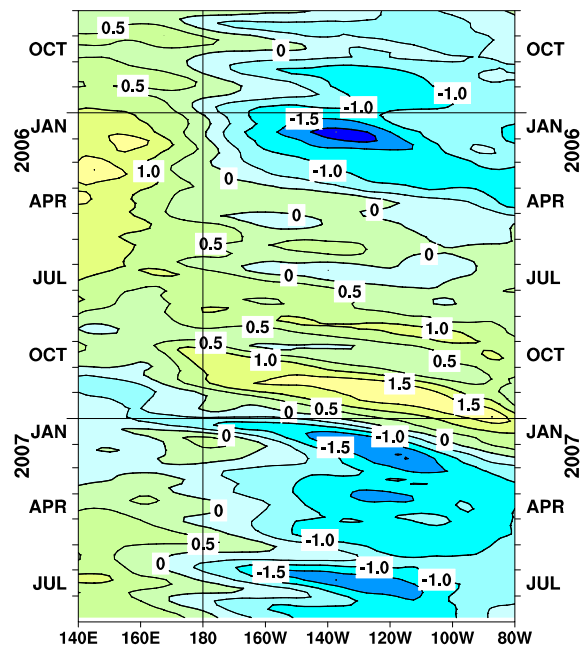 0.5
OCT 0 OCT
0.5 -1.0
-1.5 -1.0
JAN JAN
2006 2006
1.0 0 -1.0
APR APR
0 0
0.5 0
JUL 0 JUL
0.5
0.5 1.0
0.5
OCT 1.0 0.5 OCT
1.5
0 0.5 1.5
JAN 0 -1.0 0 JAN
2007 -1.5 2007
APR 0 APR
0.5 -1.0
0 -1.5 -1.0
JUL -1.0 JUL
140E 160E 180 160W 140W 120W 100W 80W